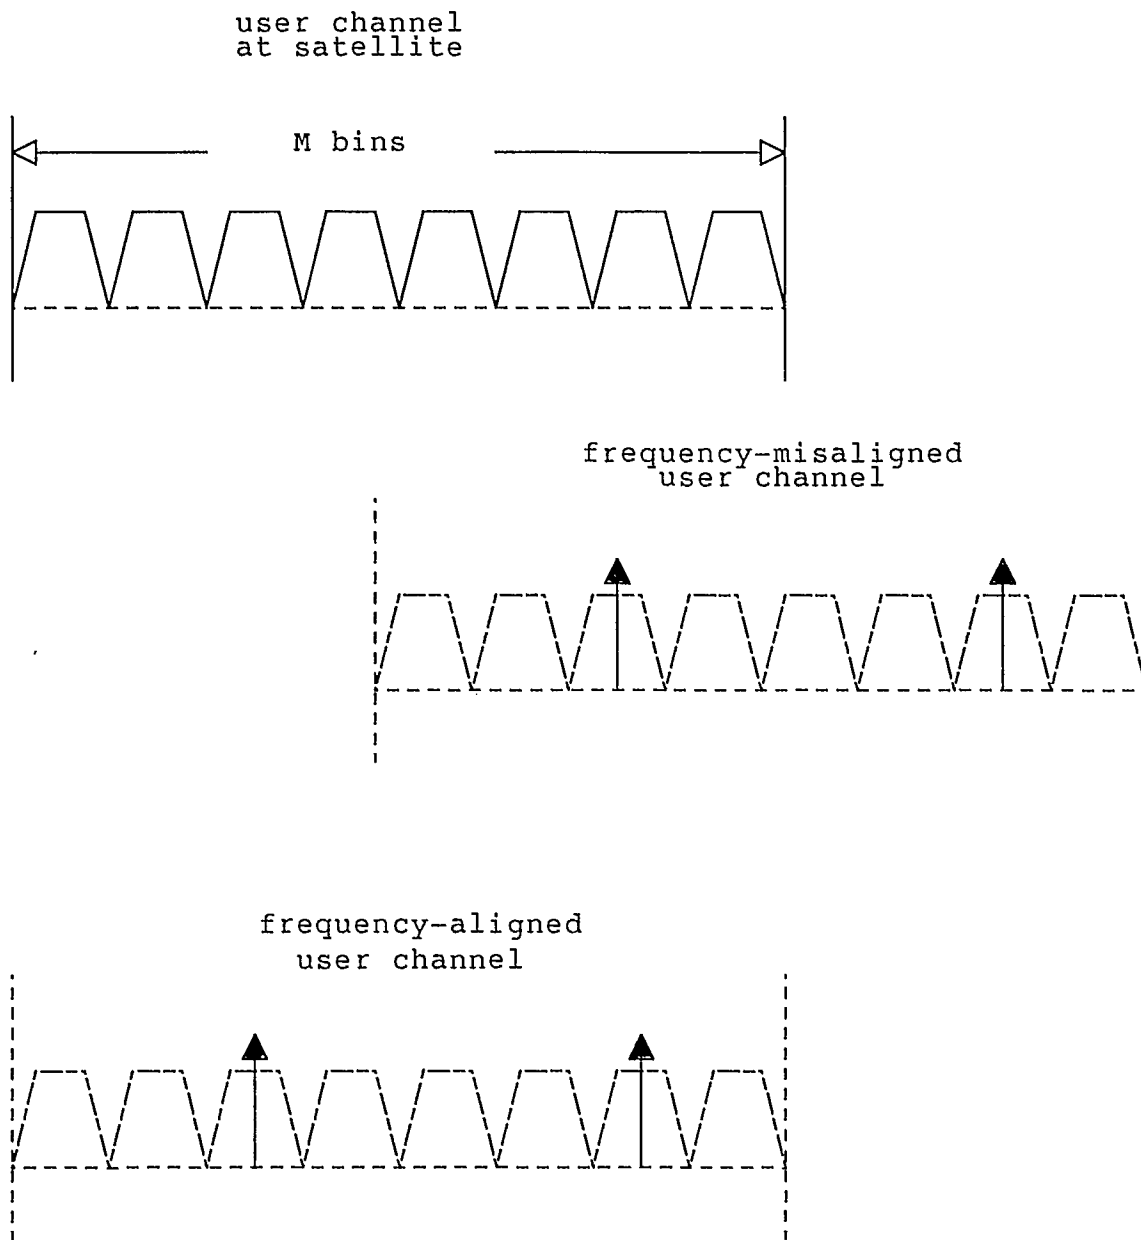 user channel
at satellite
M bins
frequency-misaligned
user channel
frequency-aligned
user channel